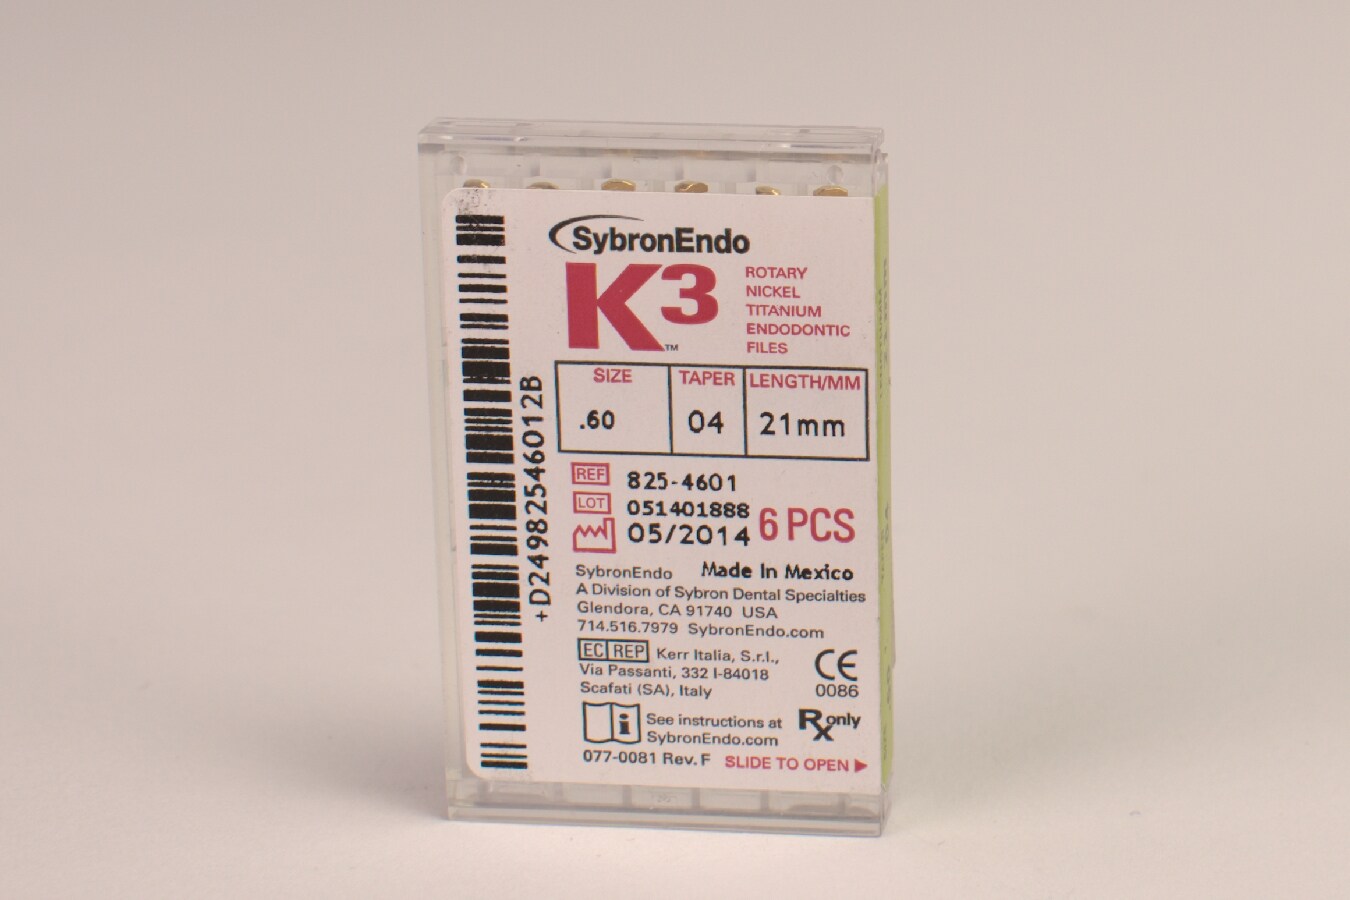 SybronEndo
K3™
ROTARY
NICKEL
TITANIUM
ENDODONTIC
FILES
SIZE TAPER LENGTH/MM
.60 04 21mm
REF 825-4601
LOT 051401888
05/2014 6 PCS
SybronEndo Made In Mexico
A Division of Sybron Dental Specialties
Glendora, CA 91740 USA
714.516.7979 SybronEndo.com
EC REP Kerr Italia, S.r.l.,
Via Passanti, 332 I-84018
Scafati (SA), Italy
CE
0086
See instructions at
SybronEndo.com
Rx only
077-0081 Rev. F SLIDE TO OPEN
+D24982546012B